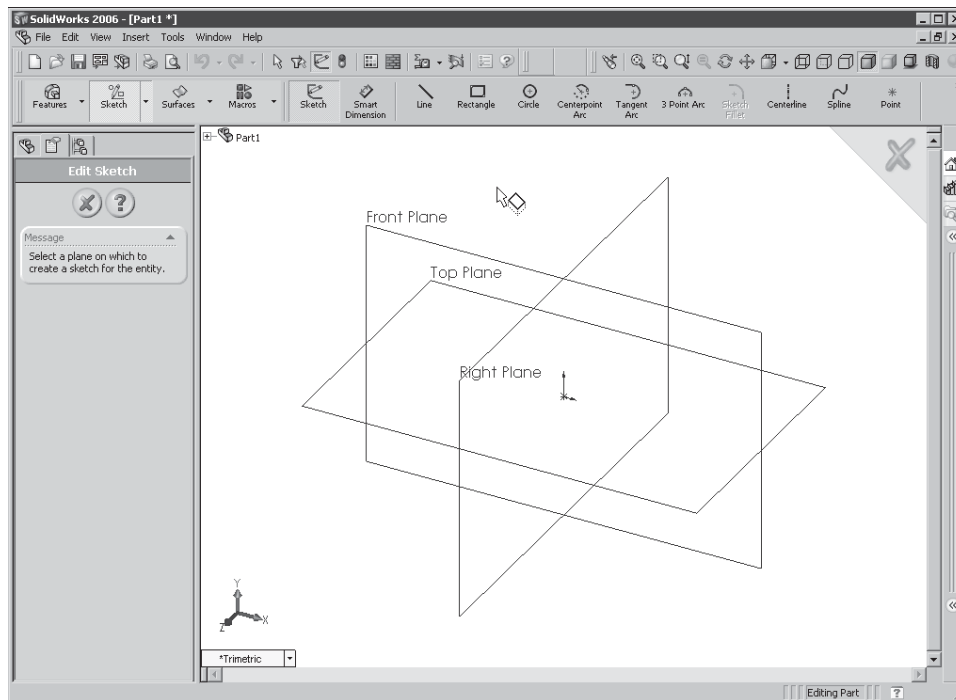 SolidWorks 2006 - [Part1 *]
File Edit View Insert Tools Window Help
Features Sketch Surfaces Macros Sketch Smart Dimension Line Rectangle Circle Centerpoint Arc Tangent Arc 3 Point Arc Sketch Fillet Centerline Spline Point
Part1
Edit Sketch
Message
Select a plane on which to
create a sketch for the entity.
Front Plane
Top Plane
Right Plane
Y
X
Z
*Trimetric
Editing Part